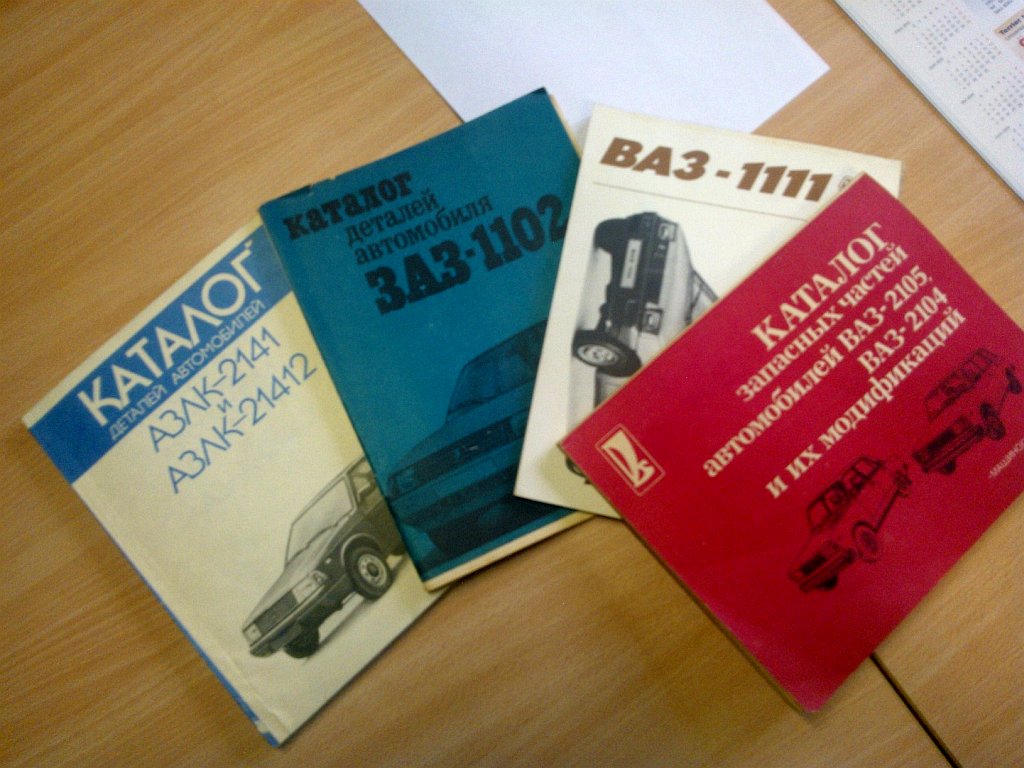 КАТАЛОГ
ДЕТАЛЕЙ АВТОМОБИЛЕЙ
АЗЛК-2141
И
АЗЛК-21412
каталог
деталей
автомобиля
ЗАЗ-1102
ВАЗ-1111
КАТАЛОГ
запасных частей
автомобилей ВАЗ-2105,
ВАЗ-2104
и их модификаций